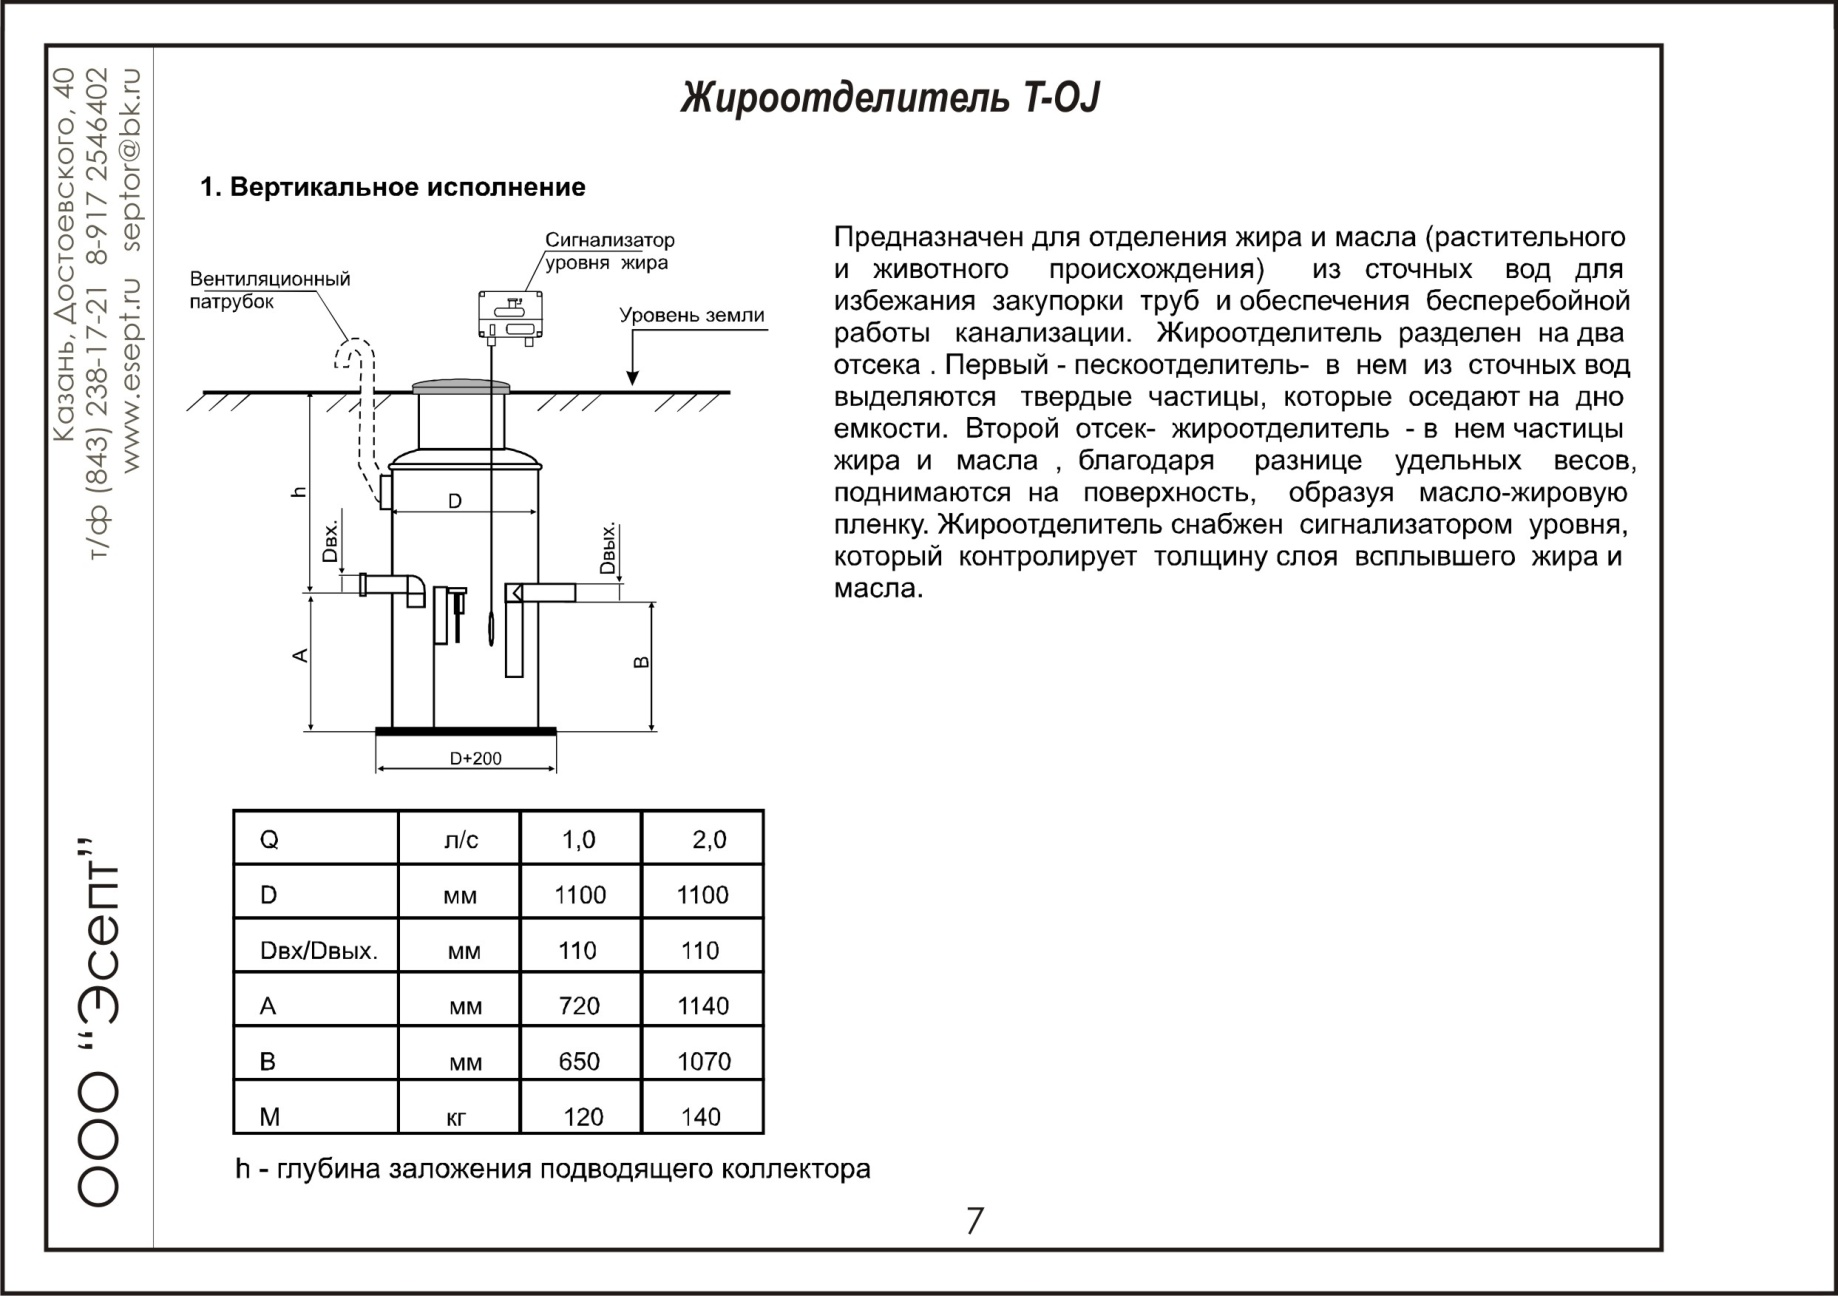 Казань, Достоевского, 40
т/ф (843) 238-17-21 8-917 2546402
www.esept.ru septor@bk.ru
ООО “Эсепт”
Жироотделитель T-OJ
1. Вертикальное исполнение
Сигнализатор
уровня жира
Вентиляционный
патрубок
Уровень земли
h
D
Dвх.
Dвых.
A
B
D+200
Предназначен для отделения жира и масла (растительного
и животного происхождения) из сточных вод для
избежания закупорки труб и обеспечения бесперебойной
работы канализации. Жироотделитель разделен на два
отсека . Первый - пескоотделитель- в нем из сточных вод
выделяются твердые частицы, которые оседают на дно
емкости. Второй отсек- жироотделитель - в нем частицы
жира и масла , благодаря разнице удельных весов,
поднимаются на поверхность, образуя масло-жировую
пленку. Жироотделитель снабжен сигнализатором уровня,
который контролирует толщину слоя всплывшего жира и
масла.
Q л/с 1,0 2,0
D мм 1100 1100
Dвх/Dвых. мм 110 110
A мм 720 1140
B мм 650 1070
M кг 120 140
h - глубина заложения подводящего коллектора
7